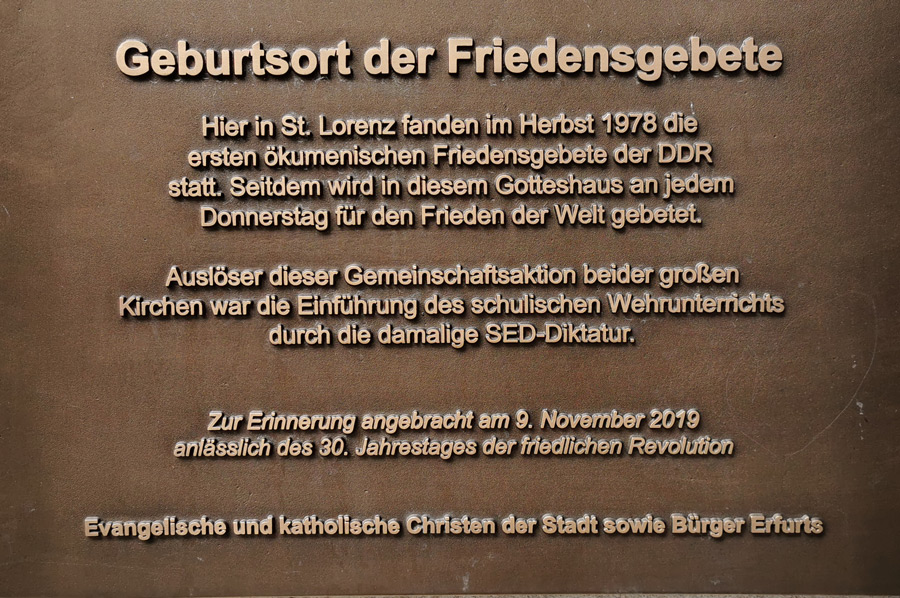 Geburtsort der Friedensgebete
Hier in St. Lorenz fanden im Herbst 1978 die
ersten ökumenischen Friedensgebete der DDR
statt. Seitdem wird in diesem Gotteshaus an jedem
Donnerstag für den Frieden der Welt gebetet.
Auslöser dieser Gemeinschaftsaktion beider großen
Kirchen war die Einführung des schulischen Wehrunterrichts
durch die damalige SED-Diktatur.
Zur Erinnerung angebracht am 9. November 2019
anlässlich des 30. Jahrestages der friedlichen Revolution
Evangelische und katholische Christen der Stadt sowie Bürger Erfurts